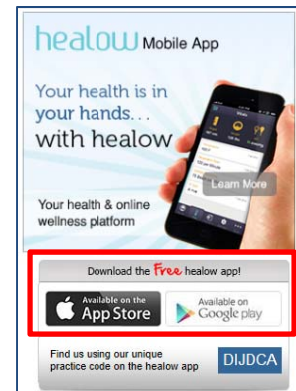 healow Mobile App
Your health is in
your hands...
with healow
Learn More
Your health & online
wellness platform
Download the Free healow app!
Available on the
App Store
Available on
Google play
Find us using our unique
practice code on the healow app
DIJDCA